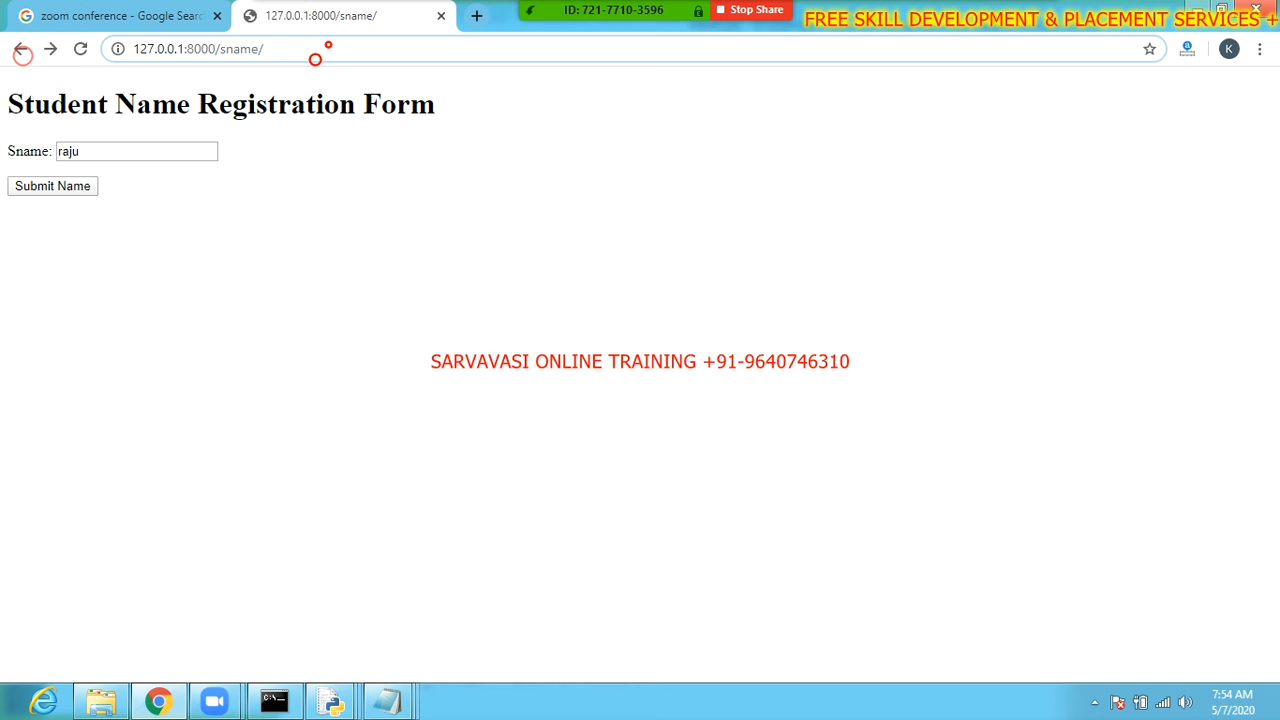 zoom conference - Google Searc
127.0.0.1:8000/sname/
ID: 721-7710-3596
Stop Share
FREE SKILL DEVELOPMENT & PLACEMENT SERVICES +
127.0.0.1:8000/sname/
K
Student Name Registration Form
Sname: raju
Submit Name
SARVAVASI ONLINE TRAINING +91-9640746310
7:54 AM
5/7/2020